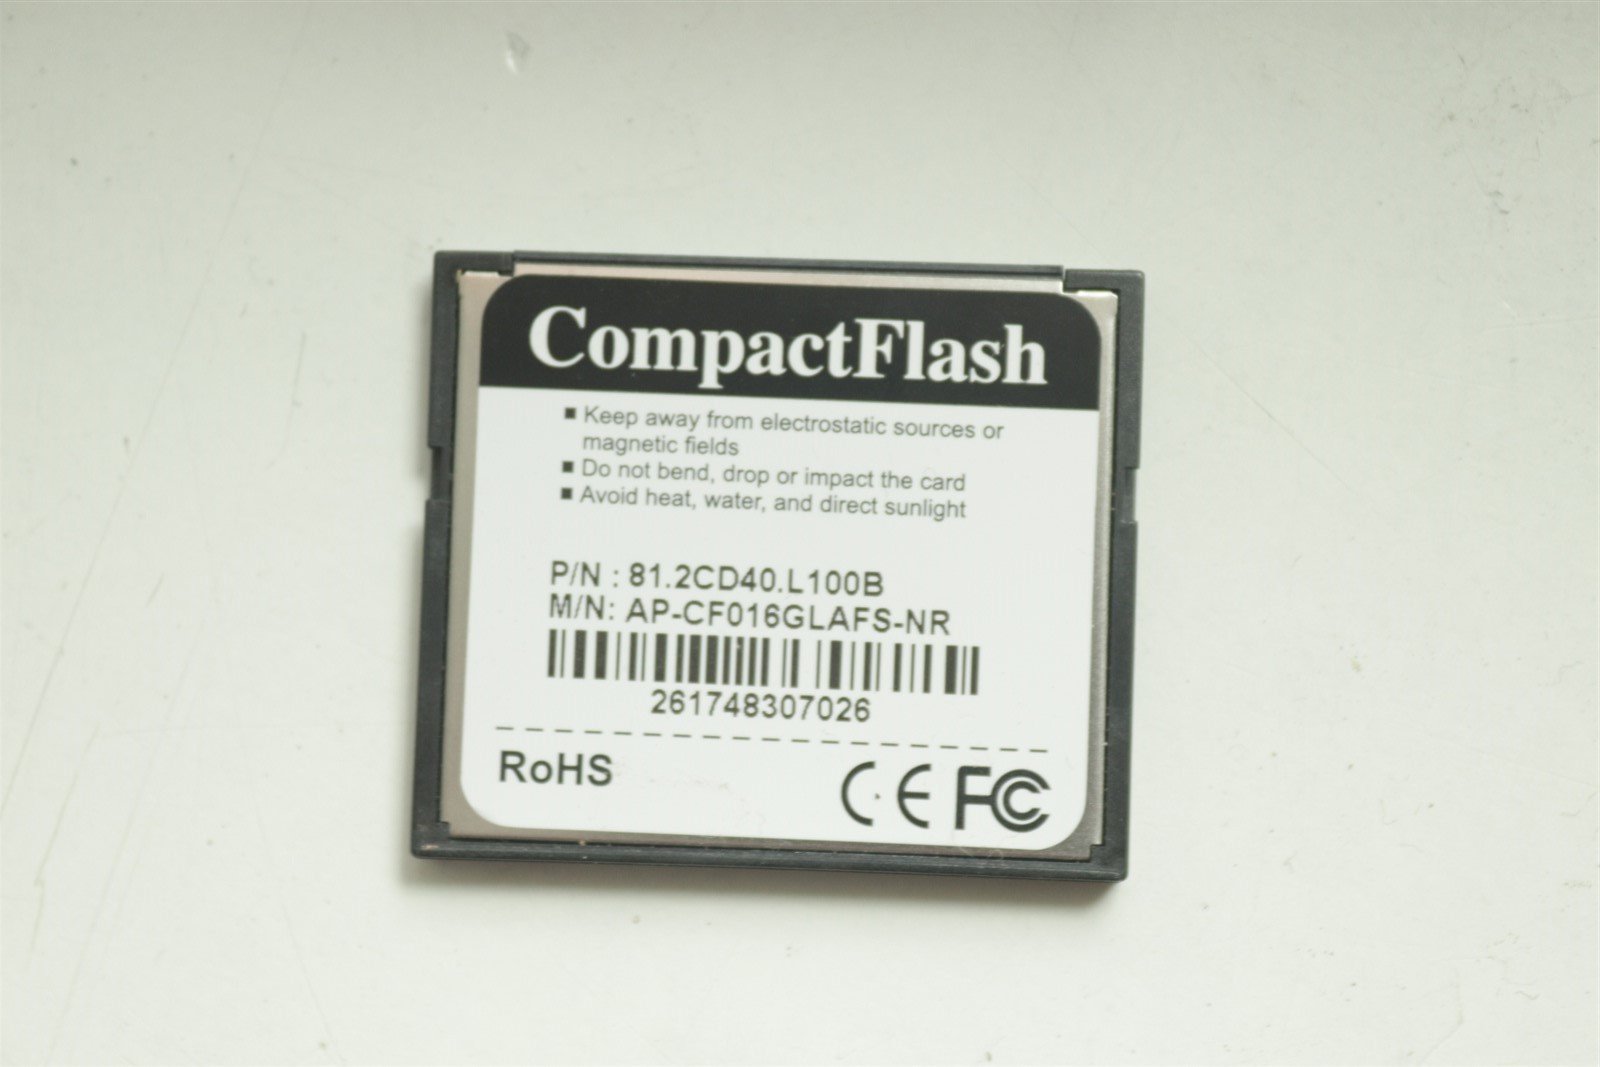 CompactFlash
▪ Keep away from electrostatic sources or
magnetic fields
▪ Do not bend, drop or impact the card
▪ Avoid heat, water, and direct sunlight
P/N : 81.2CD40.L100B
M/N: AP-CF016GLAFS-NR
261748307026
RoHS
CE FC